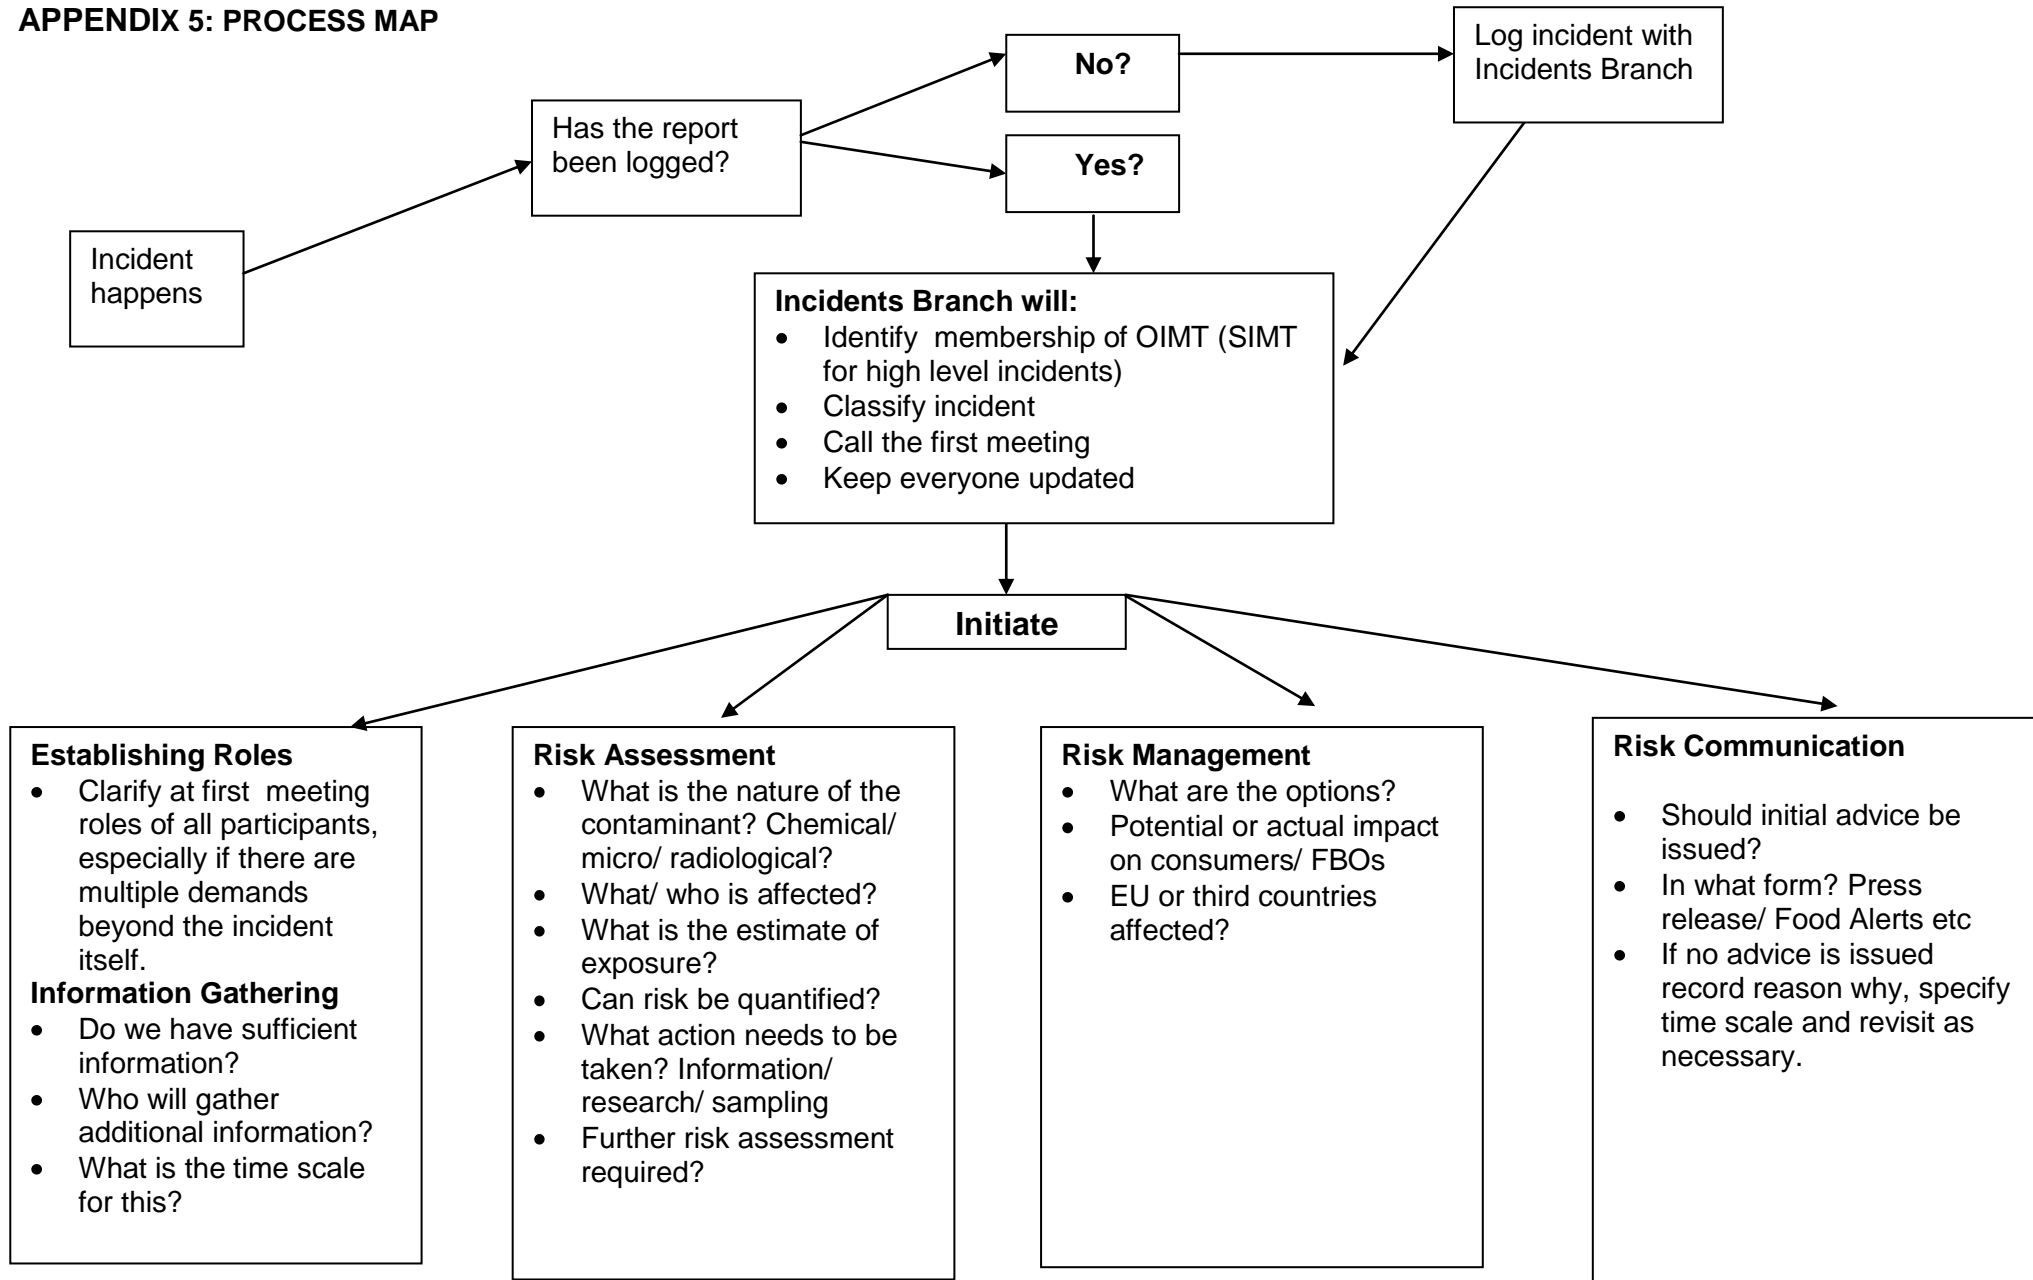 APPENDIX 5: PROCESS MAP
No?
Log incident with
Incidents Branch
Has the report
been logged?
Yes?
Incident
happens
Incidents Branch will:
• Identify  membership of OIMT (SIMT
for high level incidents)
• Classify incident
• Call the first meeting
• Keep everyone updated
Initiate
Establishing Roles
• Clarify at first  meeting
roles of all participants,
especially if there are
multiple demands
beyond the incident
itself.
Information Gathering
• Do we have sufficient
information?
• Who will gather
additional information?
• What is the time scale
for this?
Risk Assessment
• What is the nature of the
contaminant? Chemical/
micro/ radiological?
• What/ who is affected?
• What is the estimate of
exposure?
• Can risk be quantified?
• What action needs to be
taken? Information/
research/ sampling
• Further risk assessment
required?
Risk Management
• What are the options?
• Potential or actual impact
on consumers/ FBOs
• EU or third countries
affected?
Risk Communication
• Should initial advice be
issued?
• In what form? Press
release/ Food Alerts etc
• If no advice is issued
record reason why, specify
time scale and revisit as
necessary.